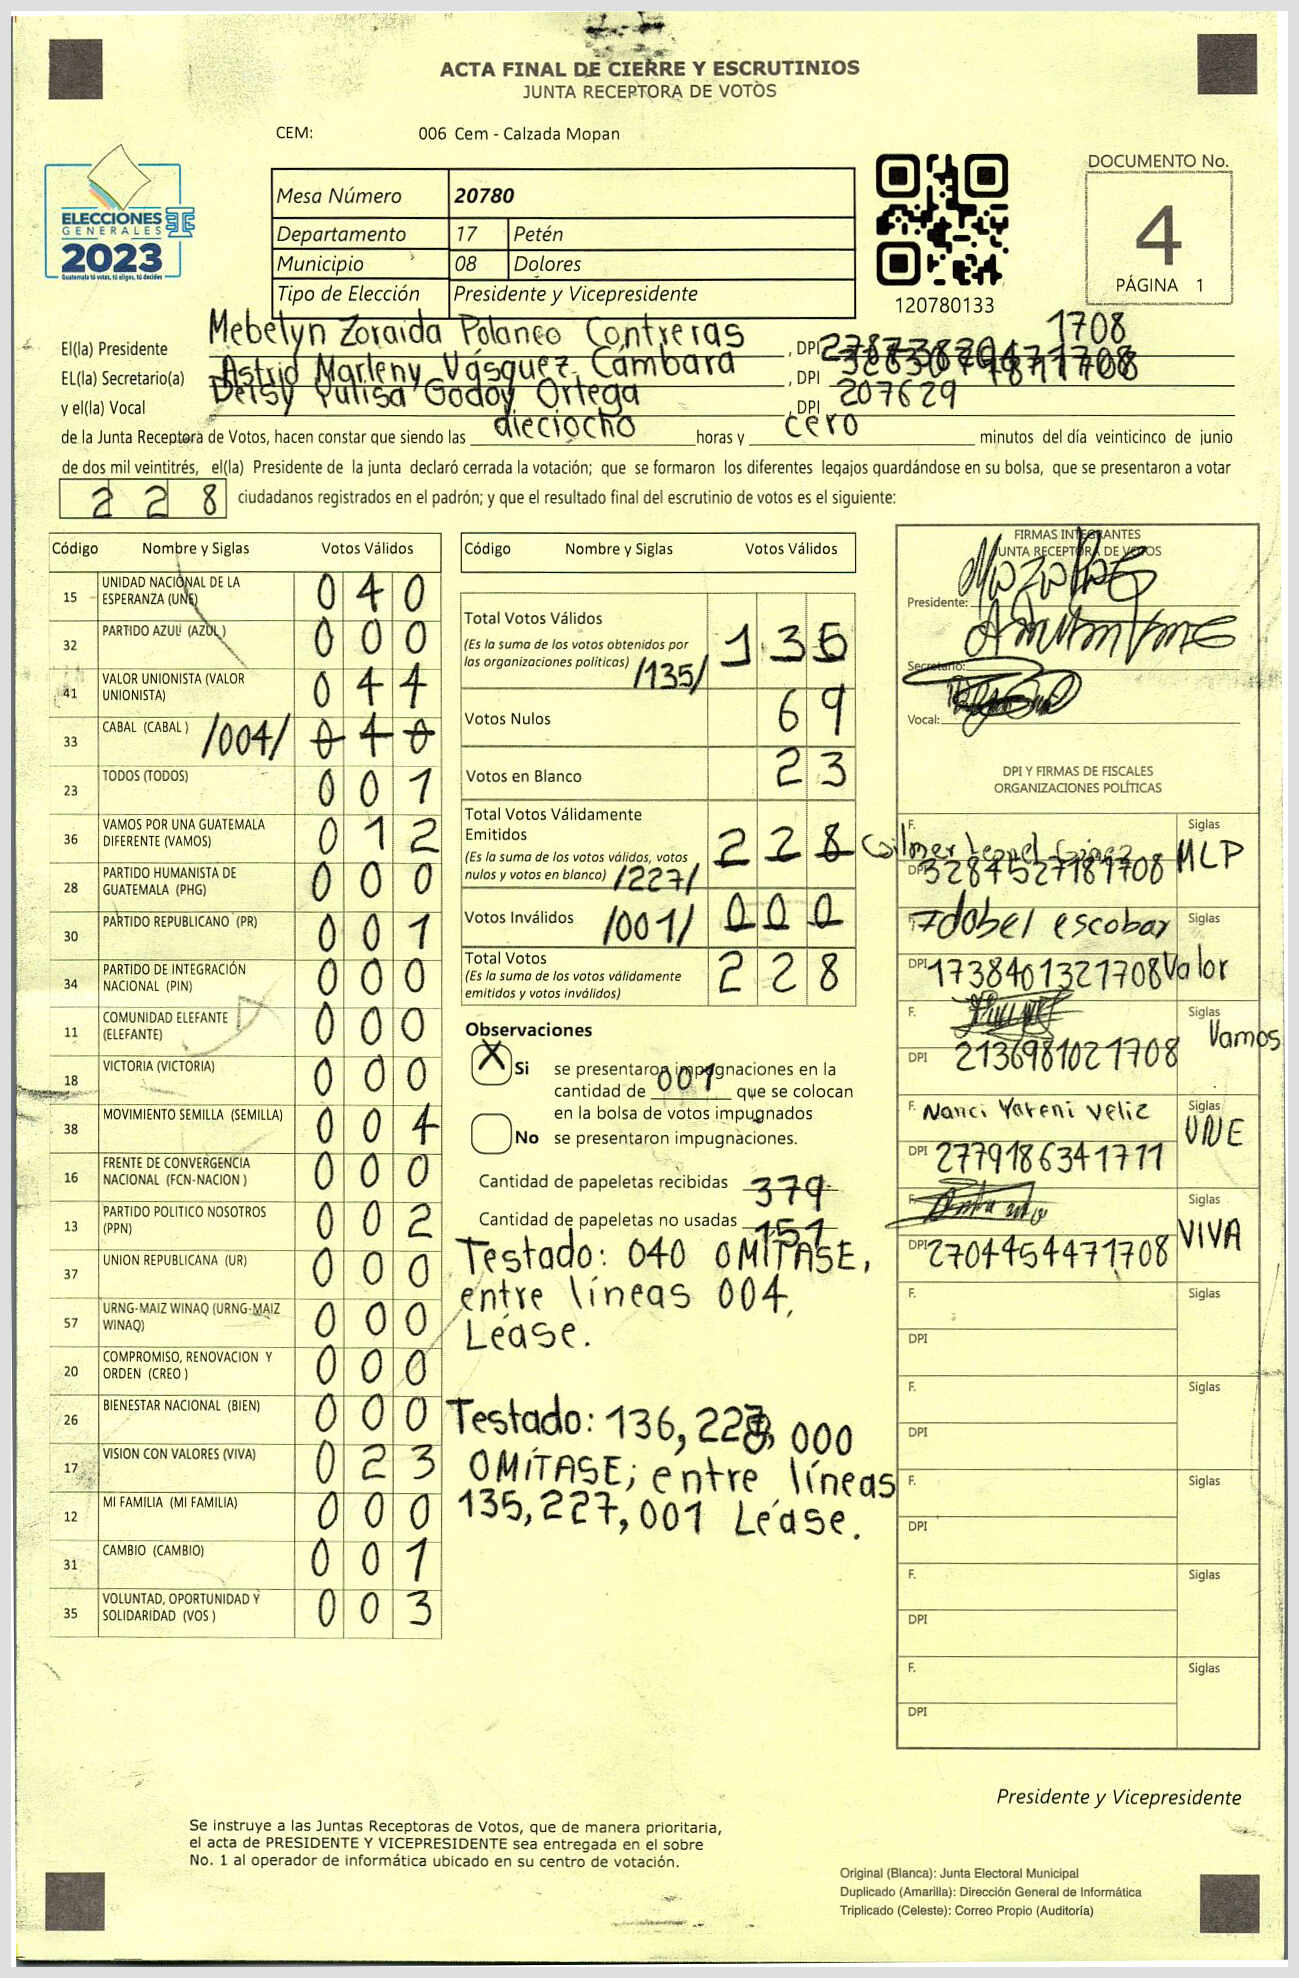 ACTA FINAL DE CIERRE Y ESCRUTINIOS
JUNTA RECEPTORA DE VOTOS
CEM: 006 Cem - Calzada Mopan
ELECCIONES
GENERALES
2023
Guatemala tú votas, tú eliges, tú decides
Mesa Número 20780
Departamento 17 Petén
Municipio 08 Dolores
Tipo de Elección Presidente y Vicepresidente
120780133
DOCUMENTO No.
4
PÁGINA 1
El(la) Presidente Mebelyn Zoraida Polanco Contreras, DPI 1708
EL(la) Secretario(a) Astrid Marleny Vásquez Cambara, DPI
y el(la) Vocal Deisy Yulisa Godoy Ortega, DPI 207629
de la Junta Receptora de Votos, hacen constar que siendo las dieciocho horas y cero minutos del día veinticinco de junio
de dos mil veintitrés, el(la) Presidente de la junta declaró cerrada la votación; que se formaron los diferentes legajos guardándose en su bolsa, que se presentaron a votar
228 ciudadanos registrados en el padrón; y que el resultado final del escrutinio de votos es el siguiente:
Código Nombre y Siglas Votos Válidos
15 UNIDAD NACIONAL DE LA ESPERANZA (UNE) 0 4 0
32 PARTIDO AZUL (AZUL) 0 0 0
41 VALOR UNIONISTA (VALOR UNIONISTA) 0 4 4
33 CABAL (CABAL) /004/ 0 4 0
23 TODOS (TODOS) 0 0 1
36 VAMOS POR UNA GUATEMALA DIFERENTE (VAMOS) 0 1 2
28 PARTIDO HUMANISTA DE GUATEMALA (PHG) 0 0 0
30 PARTIDO REPUBLICANO (PR) 0 0 1
34 PARTIDO DE INTEGRACIÓN NACIONAL (PIN) 0 0 0
11 COMUNIDAD ELEFANTE (ELEFANTE) 0 0 0
18 VICTORIA (VICTORIA) 0 0 0
38 MOVIMIENTO SEMILLA (SEMILLA) 0 0 4
16 FRENTE DE CONVERGENCIA NACIONAL (FCN-NACION) 0 0 0
13 PARTIDO POLITICO NOSOTROS (PPN) 0 0 2
37 UNION REPUBLICANA (UR) 0 0 0
57 URNG-MAIZ WINAQ (URNG-MAIZ WINAQ) 0 0 0
20 COMPROMISO, RENOVACION Y ORDEN (CREO) 0 0 0
26 BIENESTAR NACIONAL (BIEN) 0 0 0
17 VISION CON VALORES (VIVA) 0 2 3
12 MI FAMILIA (MI FAMILIA) 0 0 0
31 CAMBIO (CAMBIO) 0 0 1
35 VOLUNTAD, OPORTUNIDAD Y SOLIDARIDAD (VOS) 0 0 3
Código Nombre y Siglas Votos Válidos
Total Votos Válidos
(Es la suma de los votos obtenidos por
las organizaciones políticas) /135/ 1 3 6
Votos Nulos 6 9
Votos en Blanco 2 3
Total Votos Válidamente
Emitidos
(Es la suma de los votos válidos, votos
nulos y votos en blanco) /227/ 2 2 8
Votos Inválidos /001/ 0 0 0
Total Votos 2 2 8
(Es la suma de los votos válidamente
emitidos y votos inválidos)
Observaciones
X Si se presentaron impugnaciones en la
cantidad de 001 que se colocan
en la bolsa de votos impugnados
No se presentaron impugnaciones.
Cantidad de papeletas recibidas 379
Cantidad de papeletas no usadas 151
Testado: 040 OMÍTASE,
entre líneas 004,
Léase.
Testado: 136, 228, 000
OMÍTASE; entre líneas
135, 227, 001 Léase.
FIRMAS INTEGRANTES
JUNTA RECEPTORA DE VOTOS
Presidente:
Secretario:
Vocal:
DPI Y FIRMAS DE FISCALES
ORGANIZACIONES POLÍTICAS
F. Siglas
DPI 3284527181708 MLP
F. escobar Siglas
DPI 1738401321708 Valor
F. Siglas
DPI 2136981021708 Vamos
F. Nanci Yareni Veliz Siglas
DPI 2779186341711 UNE
F. Siglas
DPI 2704454471708 VIVA
F. Siglas
DPI
F. Siglas
DPI
F. Siglas
DPI
F. Siglas
DPI
F. Siglas
DPI
Presidente y Vicepresidente
Se instruye a las Juntas Receptoras de Votos, que de manera prioritaria,
el acta de PRESIDENTE Y VICEPRESIDENTE sea entregada en el sobre
No. 1 al operador de informática ubicado en su centro de votación.
Original (Blanca): Junta Electoral Municipal
Duplicado (Amarilla): Dirección General de Informática
Triplicado (Celeste): Correo Propio (Auditoría)